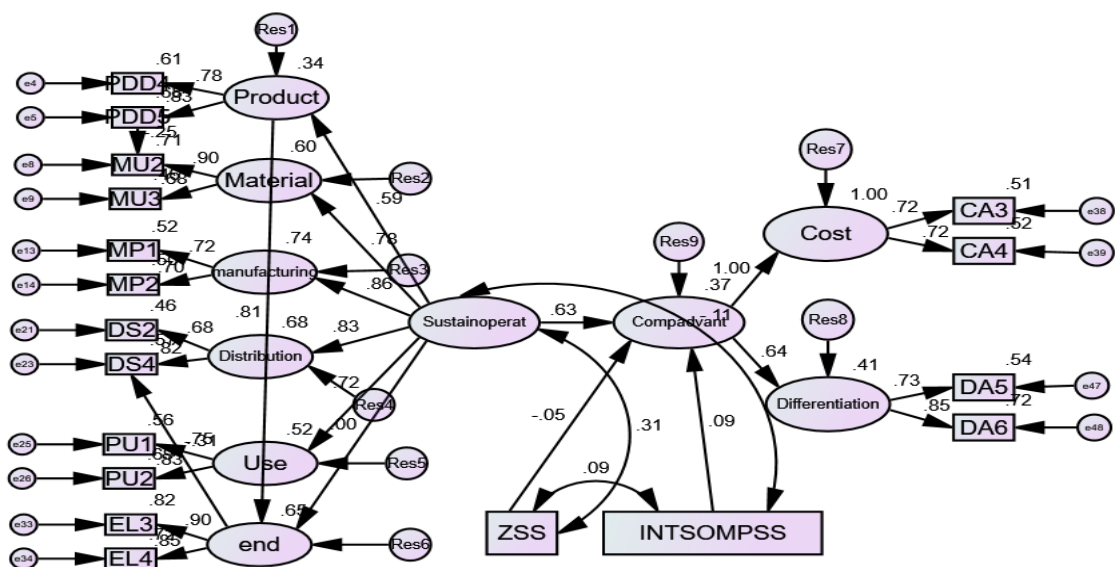 Res1
.61
.34
e4
PDD4
.78
Product
e5
PDD5
.83
-.25
.71
.60
Res7
e8
MU2
.90
Material
Res2
e9
MU3
.68
.59
1.00
.51
.72
CA3
e38
.52
.74
.78
Res9
Cost
.72
CA4
.52
e39
e13
MP1
.72
manufacturing
Res3
e14
MP2
.70
.86
1.00
.37
.46
.81
.68
Sustainoperat
.63
Compadvant
.11
Res8
e21
DS2
.68
.83
Distribution
e23
DS4
.82
.64
.41
.54
.72
.73
DA5
e47
Res4
Differentiation
.85
.72
.56
.00
-.05
.31
.09
DA6
e48
e25
PU1
.75
-.31
.52
Use
Res5
e26
PU2
.83
.09
.82
.65
e33
EL3
.90
ZSS
INTSOMPSS
end
Res6
e34
EL4
.85